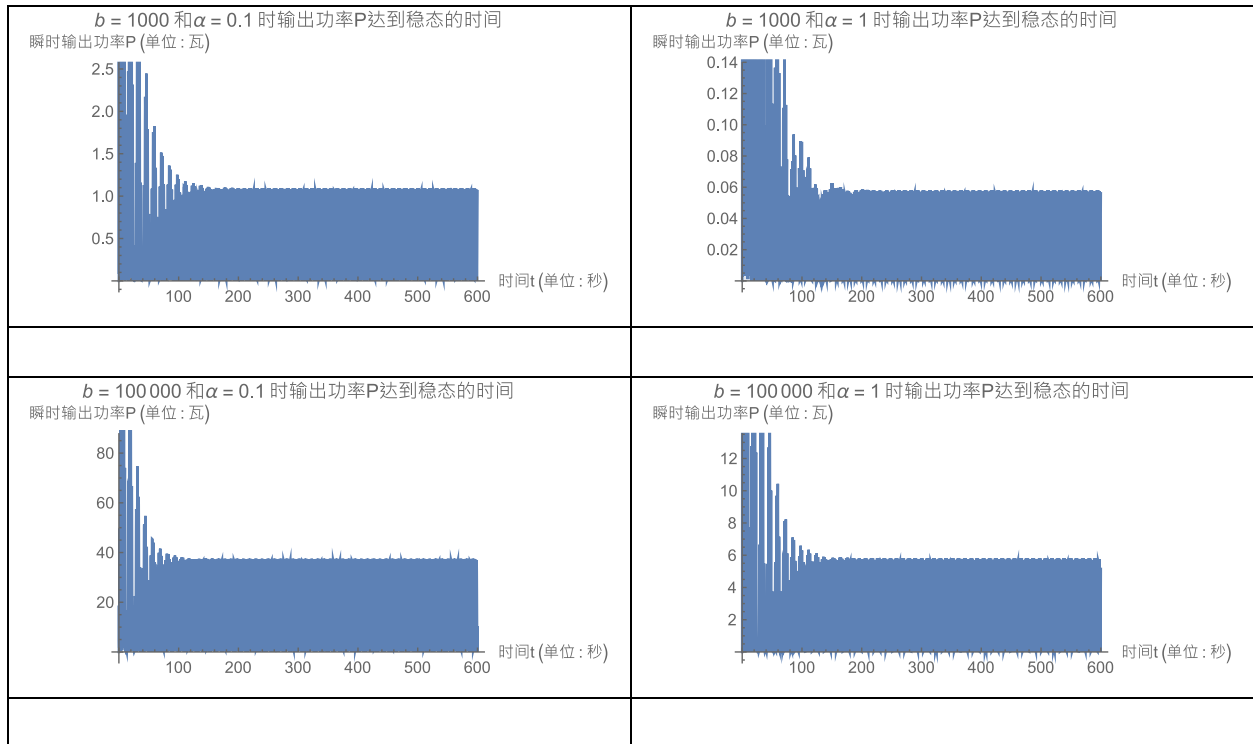 b = 1000 和α = 0.1 时输出功率P达到稳态的时间
瞬时输出功率P (单位 : 瓦)
2.5
2.0
1.5
1.0
0.5
100 200 300 400 500 600
时间t (单位 : 秒)
b = 1000 和α = 1 时输出功率P达到稳态的时间
瞬时输出功率P (单位 : 瓦)
0.14
0.12
0.10
0.08
0.06
0.04
0.02
100 200 300 400 500 600
时间t (单位 : 秒)
b = 100 000 和α = 0.1 时输出功率P达到稳态的时间
瞬时输出功率P (单位 : 瓦)
80
60
40
20
100 200 300 400 500 600
时间t (单位 : 秒)
b = 100 000 和α = 1 时输出功率P达到稳态的时间
瞬时输出功率P (单位 : 瓦)
12
10
8
6
4
2
100 200 300 400 500 600
时间t (单位 : 秒)